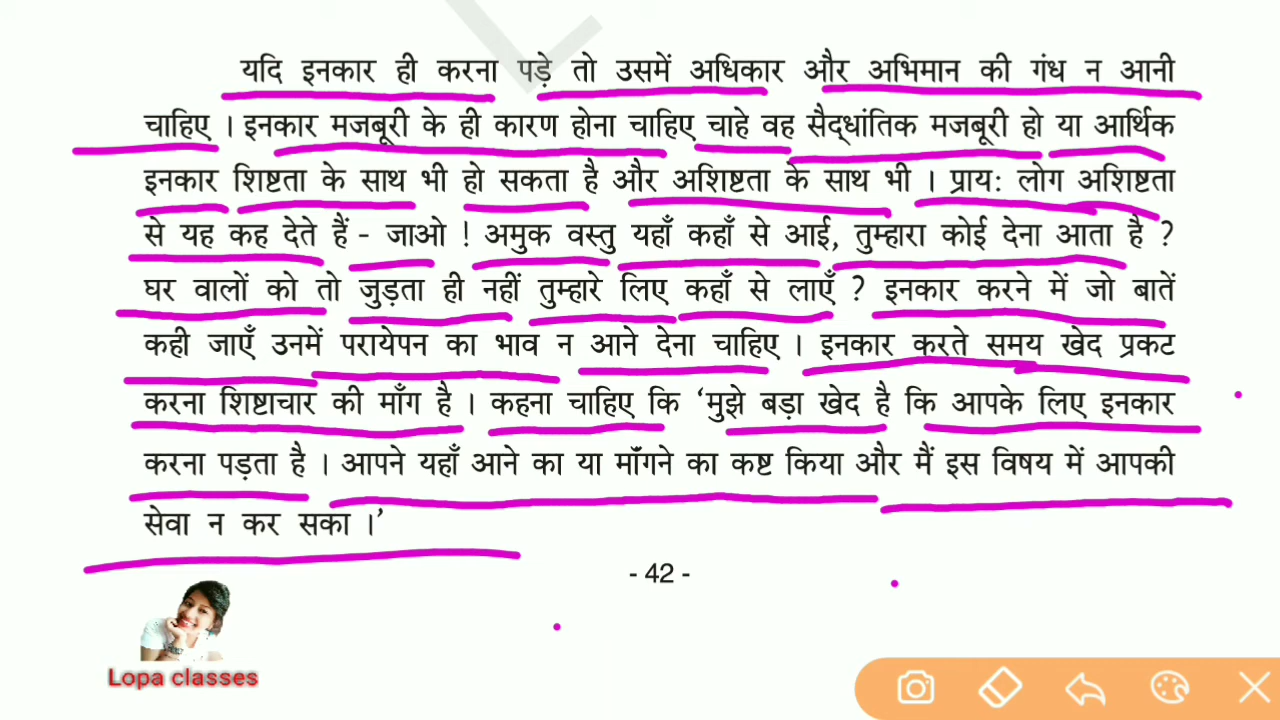 यदि इनकार ही करना पड़े तो उसमें अधिकार और अभिमान की गंध न आनी
चाहिए । इनकार मजबूरी के ही कारण होना चाहिए चाहे वह सैद्धांतिक मजबूरी हो या आर्थिक
इनकार शिष्टता के साथ भी हो सकता है और अशिष्टता के साथ भी । प्राय: लोग अशिष्टता
से यह कह देते हैं - जाओ ! अमुक वस्तु यहाँ कहाँ से आई, तुम्हारा कोई देना आता है ?
घर वालों को तो जुड़ता ही नहीं तुम्हारे लिए कहाँ से लाएँ ? इनकार करने में जो बातें
कही जाएँ उनमें परायेपन का भाव न आने देना चाहिए । इनकार करते समय खेद प्रकट
करना शिष्टाचार की माँग है । कहना चाहिए कि ‘मुझे बड़ा खेद है कि आपके लिए इनकार
करना पड़ता है । आपने यहाँ आने का या माँगने का कष्ट किया और मैं इस विषय में आपकी
सेवा न कर सका ।’
- 42 -
Lopa classes